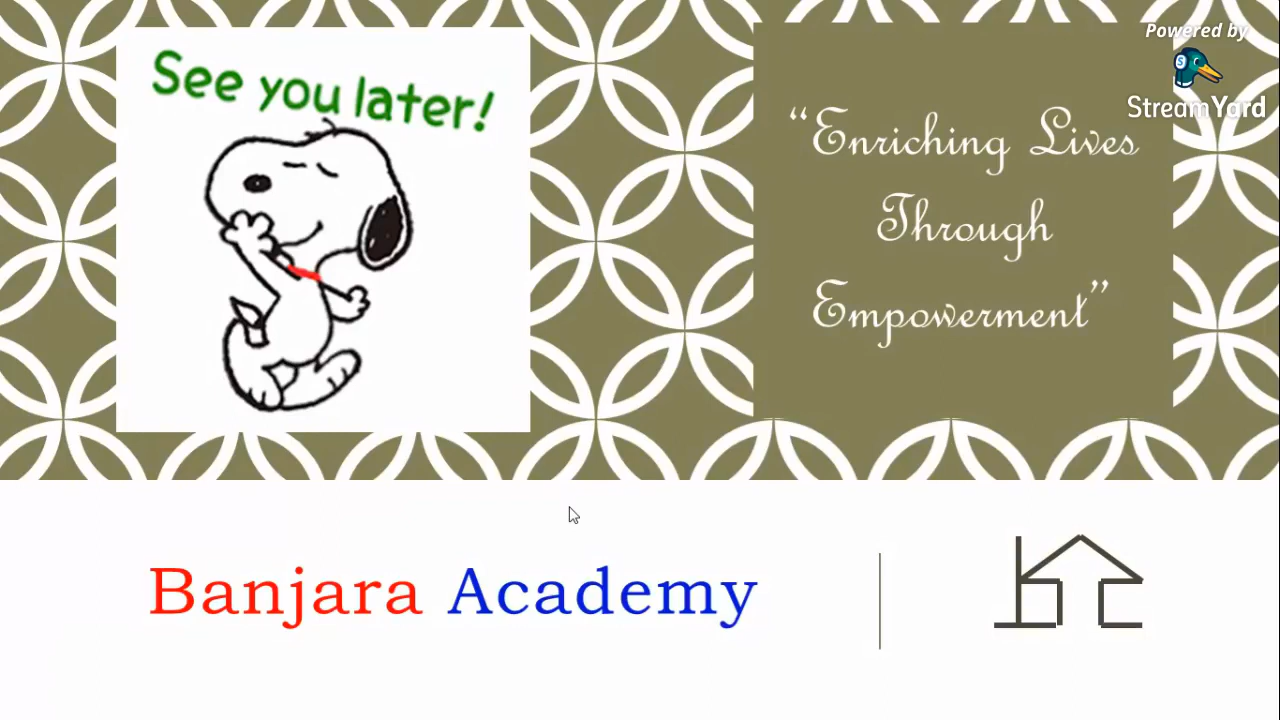 See you later!
“Enriching Lives
Through
Empowerment”
Powered by
StreamYard
Banjara Academy